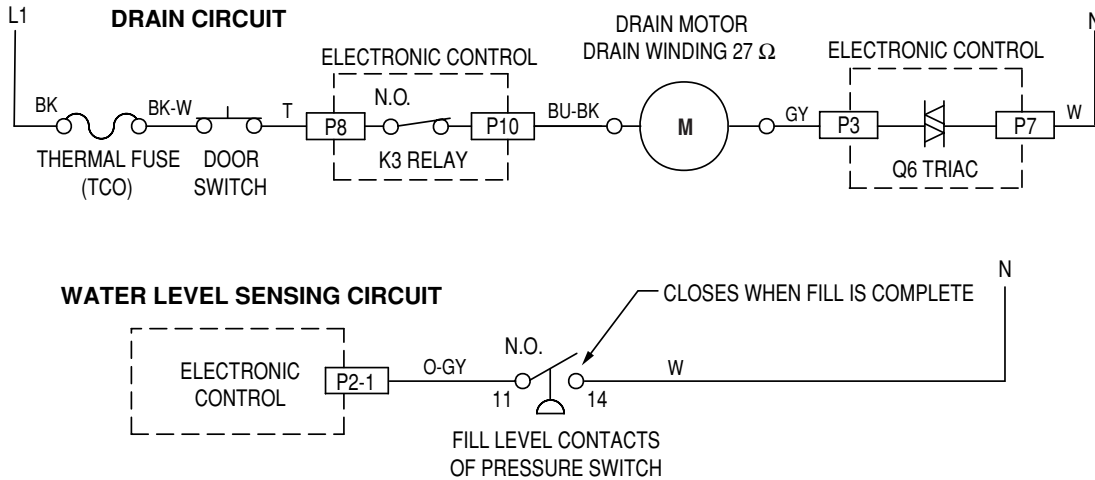 L1
DRAIN CIRCUIT
DRAIN MOTOR
DRAIN WINDING 27 Ω
N
ELECTRONIC CONTROL
ELECTRONIC CONTROL
BK
BK-W
T
P8
N.O.
P10
BU-BK
M
GY
P3
P7
W
THERMAL FUSE
(TCO)
DOOR
SWITCH
K3 RELAY
Q6 TRIAC
WATER LEVEL SENSING CIRCUIT
CLOSES WHEN FILL IS COMPLETE
N
ELECTRONIC
CONTROL
P2-1
O-GY
N.O.
W
11
14
FILL LEVEL CONTACTS
OF PRESSURE SWITCH